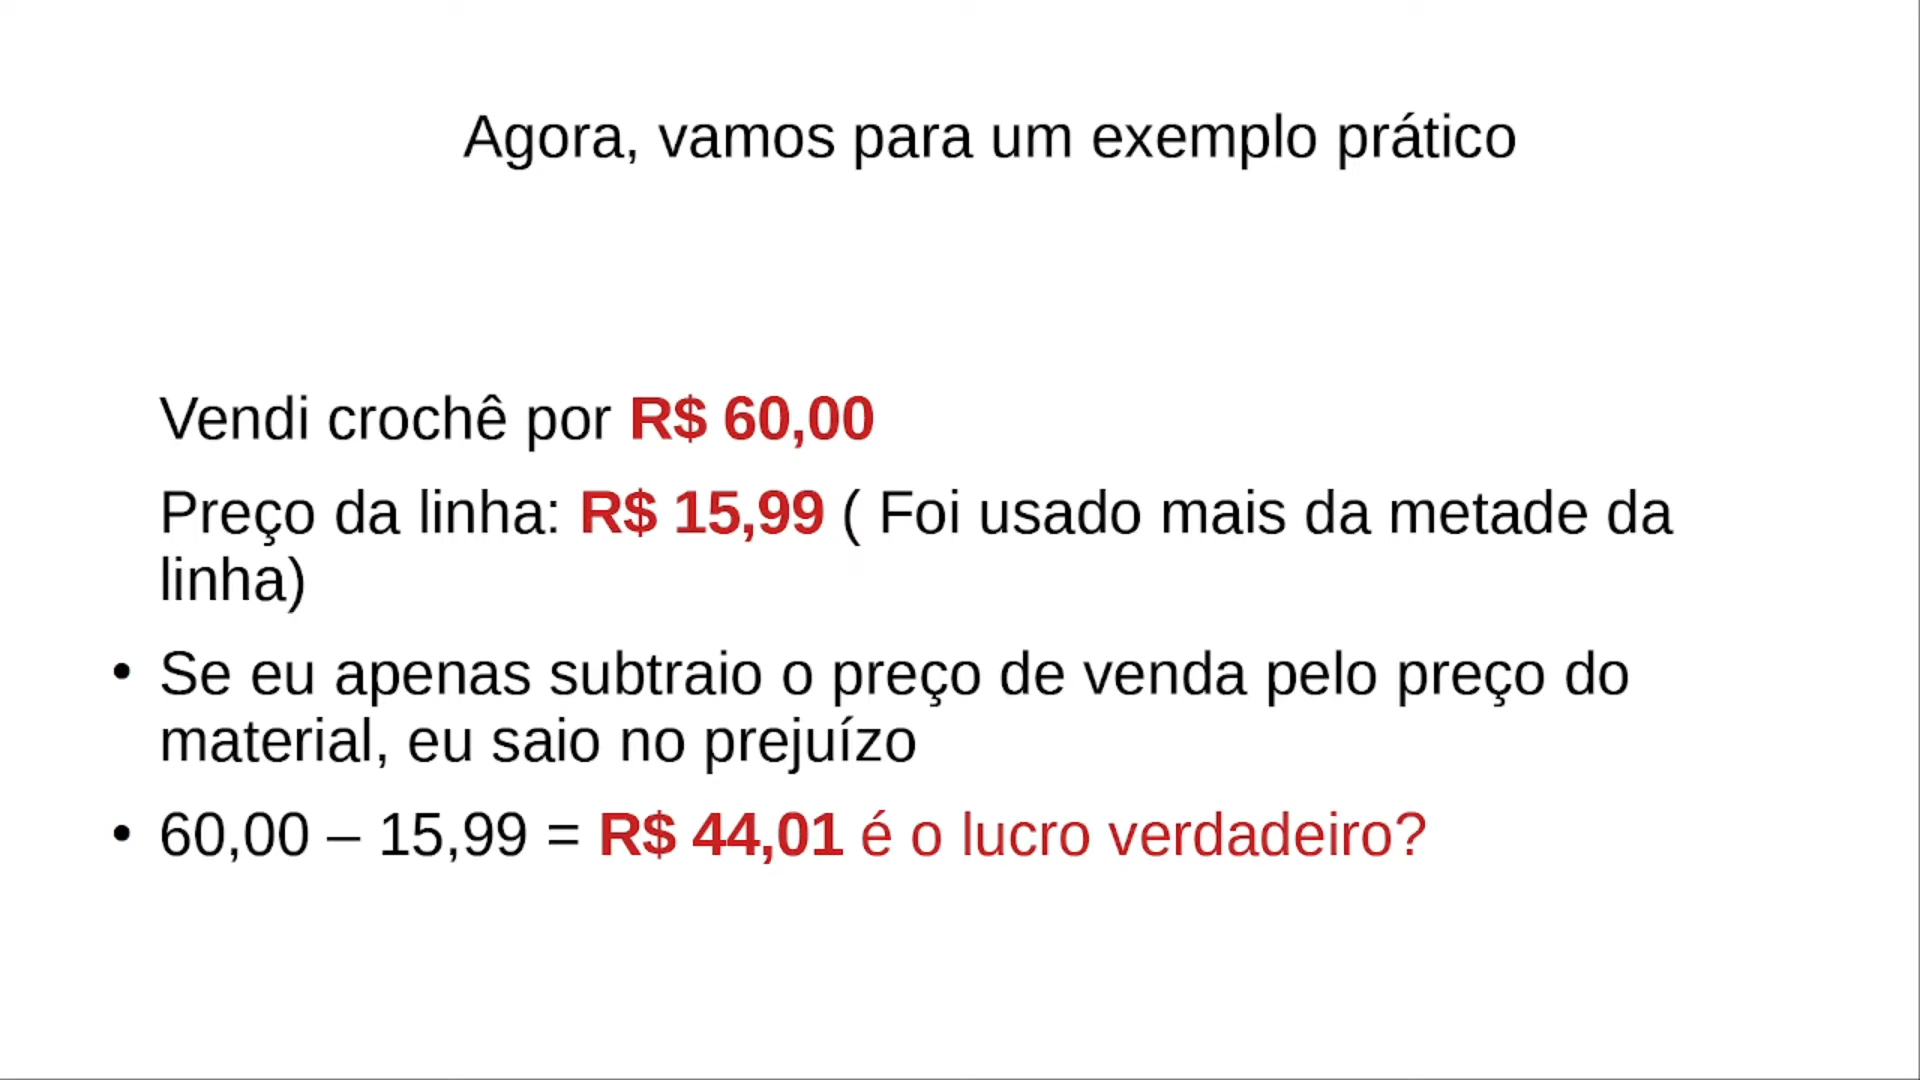 Agora, vamos para um exemplo prático
Vendi crochê por R$ 60,00
Preço da linha: R$ 15,99 ( Foi usado mais da metade da
linha)
• Se eu apenas subtraio o preço de venda pelo preço do
material, eu saio no prejuízo
• 60,00 – 15,99 = R$ 44,01 é o lucro verdadeiro?